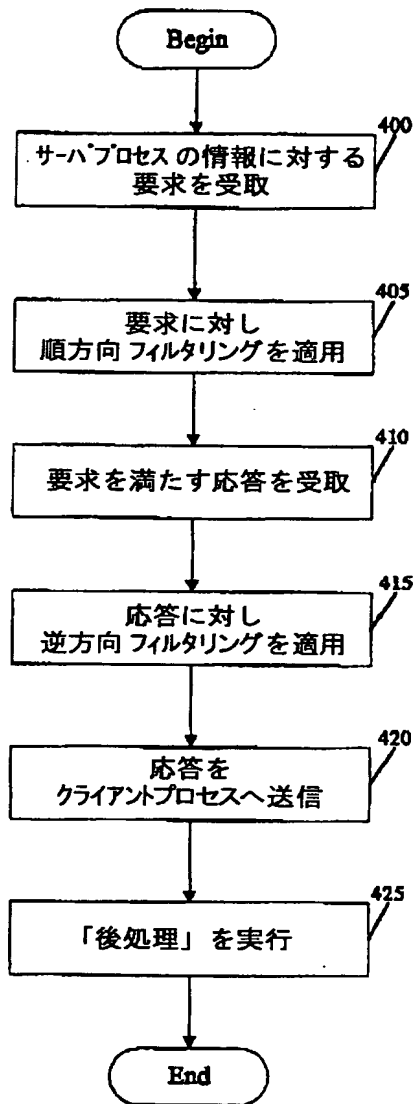 Begin
400
サーバプロセスの情報に対する
要求を受取
405
要求に対し
順方向フィルタリングを適用
410
要求を満たす応答を受取
415
応答に対し
逆方向フィルタリングを適用
420
応答を
クライアントプロセスへ送信
425
「後処理」を実行
End